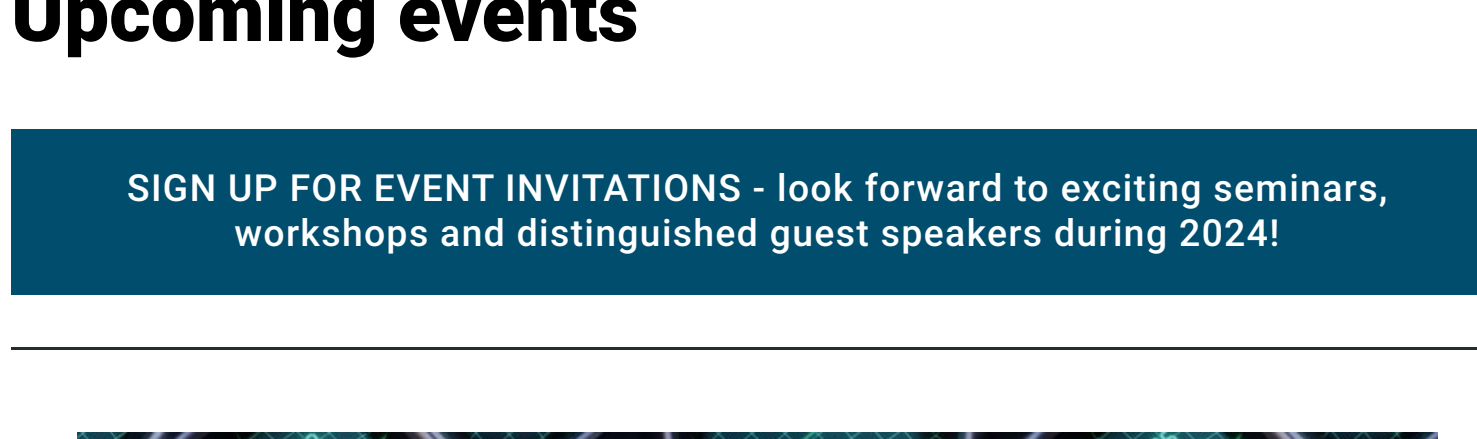 Upcoming events
SIGN UP FOR EVENT INVITATIONS - look forward to exciting seminars,
workshops and distinguished guest speakers during 2024!